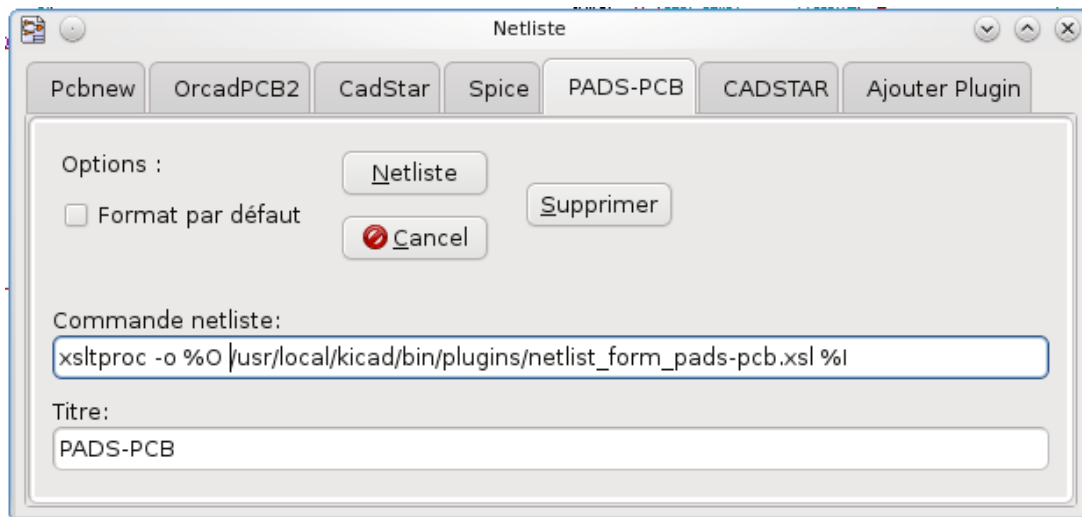 Netliste
Pcbnew OrcadPCB2 CadStar Spice PADS-PCB CADSTAR Ajouter Plugin
Options :
Netliste
Format par défaut
Supprimer
Cancel
Commande netliste:
xsltproc -o %O /usr/local/kicad/bin/plugins/netlist_form_pads-pcb.xsl %I
Titre:
PADS-PCB